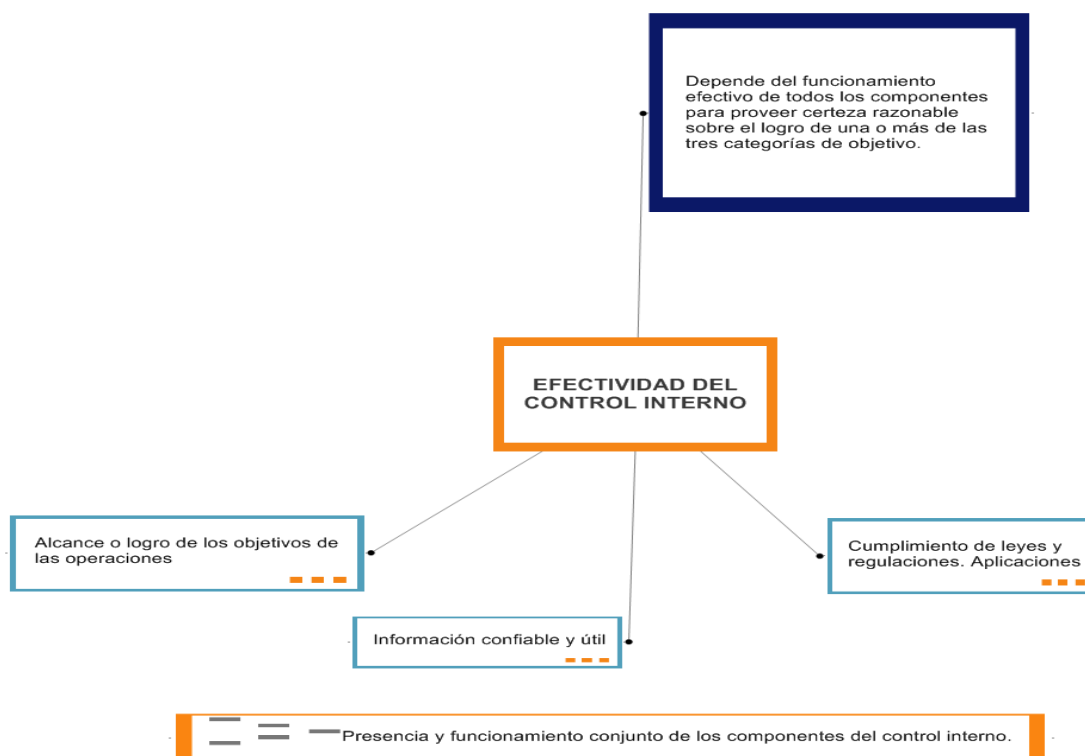 Depende del funcionamiento
efectivo de todos los componentes
para proveer certeza razonable
sobre el logro de una o más de las
tres categorías de objetivo.
EFECTIVIDAD DEL
CONTROL INTERNO
Alcance o logro de los objetivos de
las operaciones
Cumplimiento de leyes y
regulaciones. Aplicaciones
Información confiable y útil
Presencia y funcionamiento conjunto de los componentes del control interno.